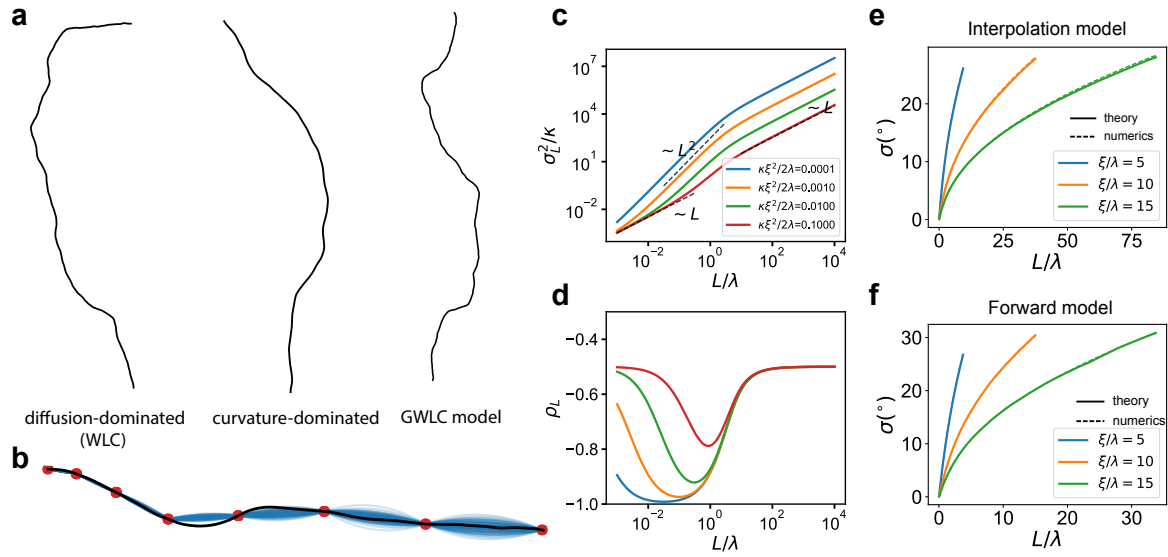 a
diffusion-dominated
(WLC)
curvature-dominated
GWLC model
b
c
σ_L^2/κ
10^7
10^4
10^1
10^−2
~L^2
~L
~L
κξ^2/2λ=0.0001
κξ^2/2λ=0.0010
κξ^2/2λ=0.0100
κξ^2/2λ=0.1000
10^−2
10^0
10^2
10^4
L/λ
d
ρ_L
−0.4
−0.6
−0.8
−1.0
10^−2
10^0
10^2
10^4
L/λ
e
Interpolation model
σ(°)
20
10
0
theory
numerics
ξ/λ = 5
ξ/λ = 10
ξ/λ = 15
0
25
50
75
L/λ
f
Forward model
σ(°)
30
20
10
0
theory
numerics
ξ/λ = 5
ξ/λ = 10
ξ/λ = 15
0
10
20
30
L/λ